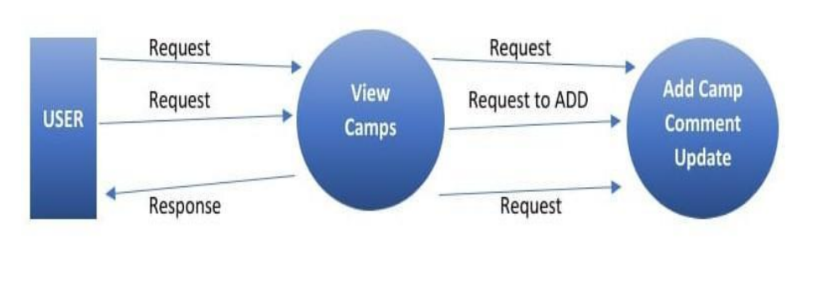 Request
Request
Request
Request to ADD
USER
View
Camps
Add Camp
Comment
Update
Response
Request